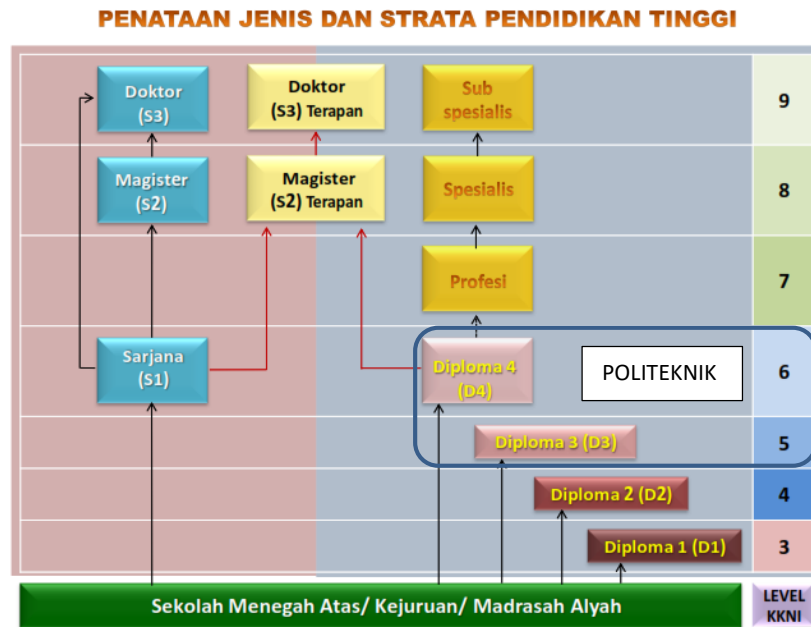 PENATAAN JENIS DAN STRATA PENDIDIKAN TINGGI
Doktor
(S3)
Doktor
(S3) Terapan
Sub
spesialis
9
Magister
(S2)
Magister
(S2) Terapan
Spesialis
8
Profesi
7
Sarjana
(S1)
Diploma 4
(D4)
POLITEKNIK
6
Diploma 3 (D3)
5
Diploma 2 (D2)
4
Diploma 1 (D1)
3
Sekolah Menegah Atas/ Kejuruan/ Madrasah Alyah
LEVEL
KKNI